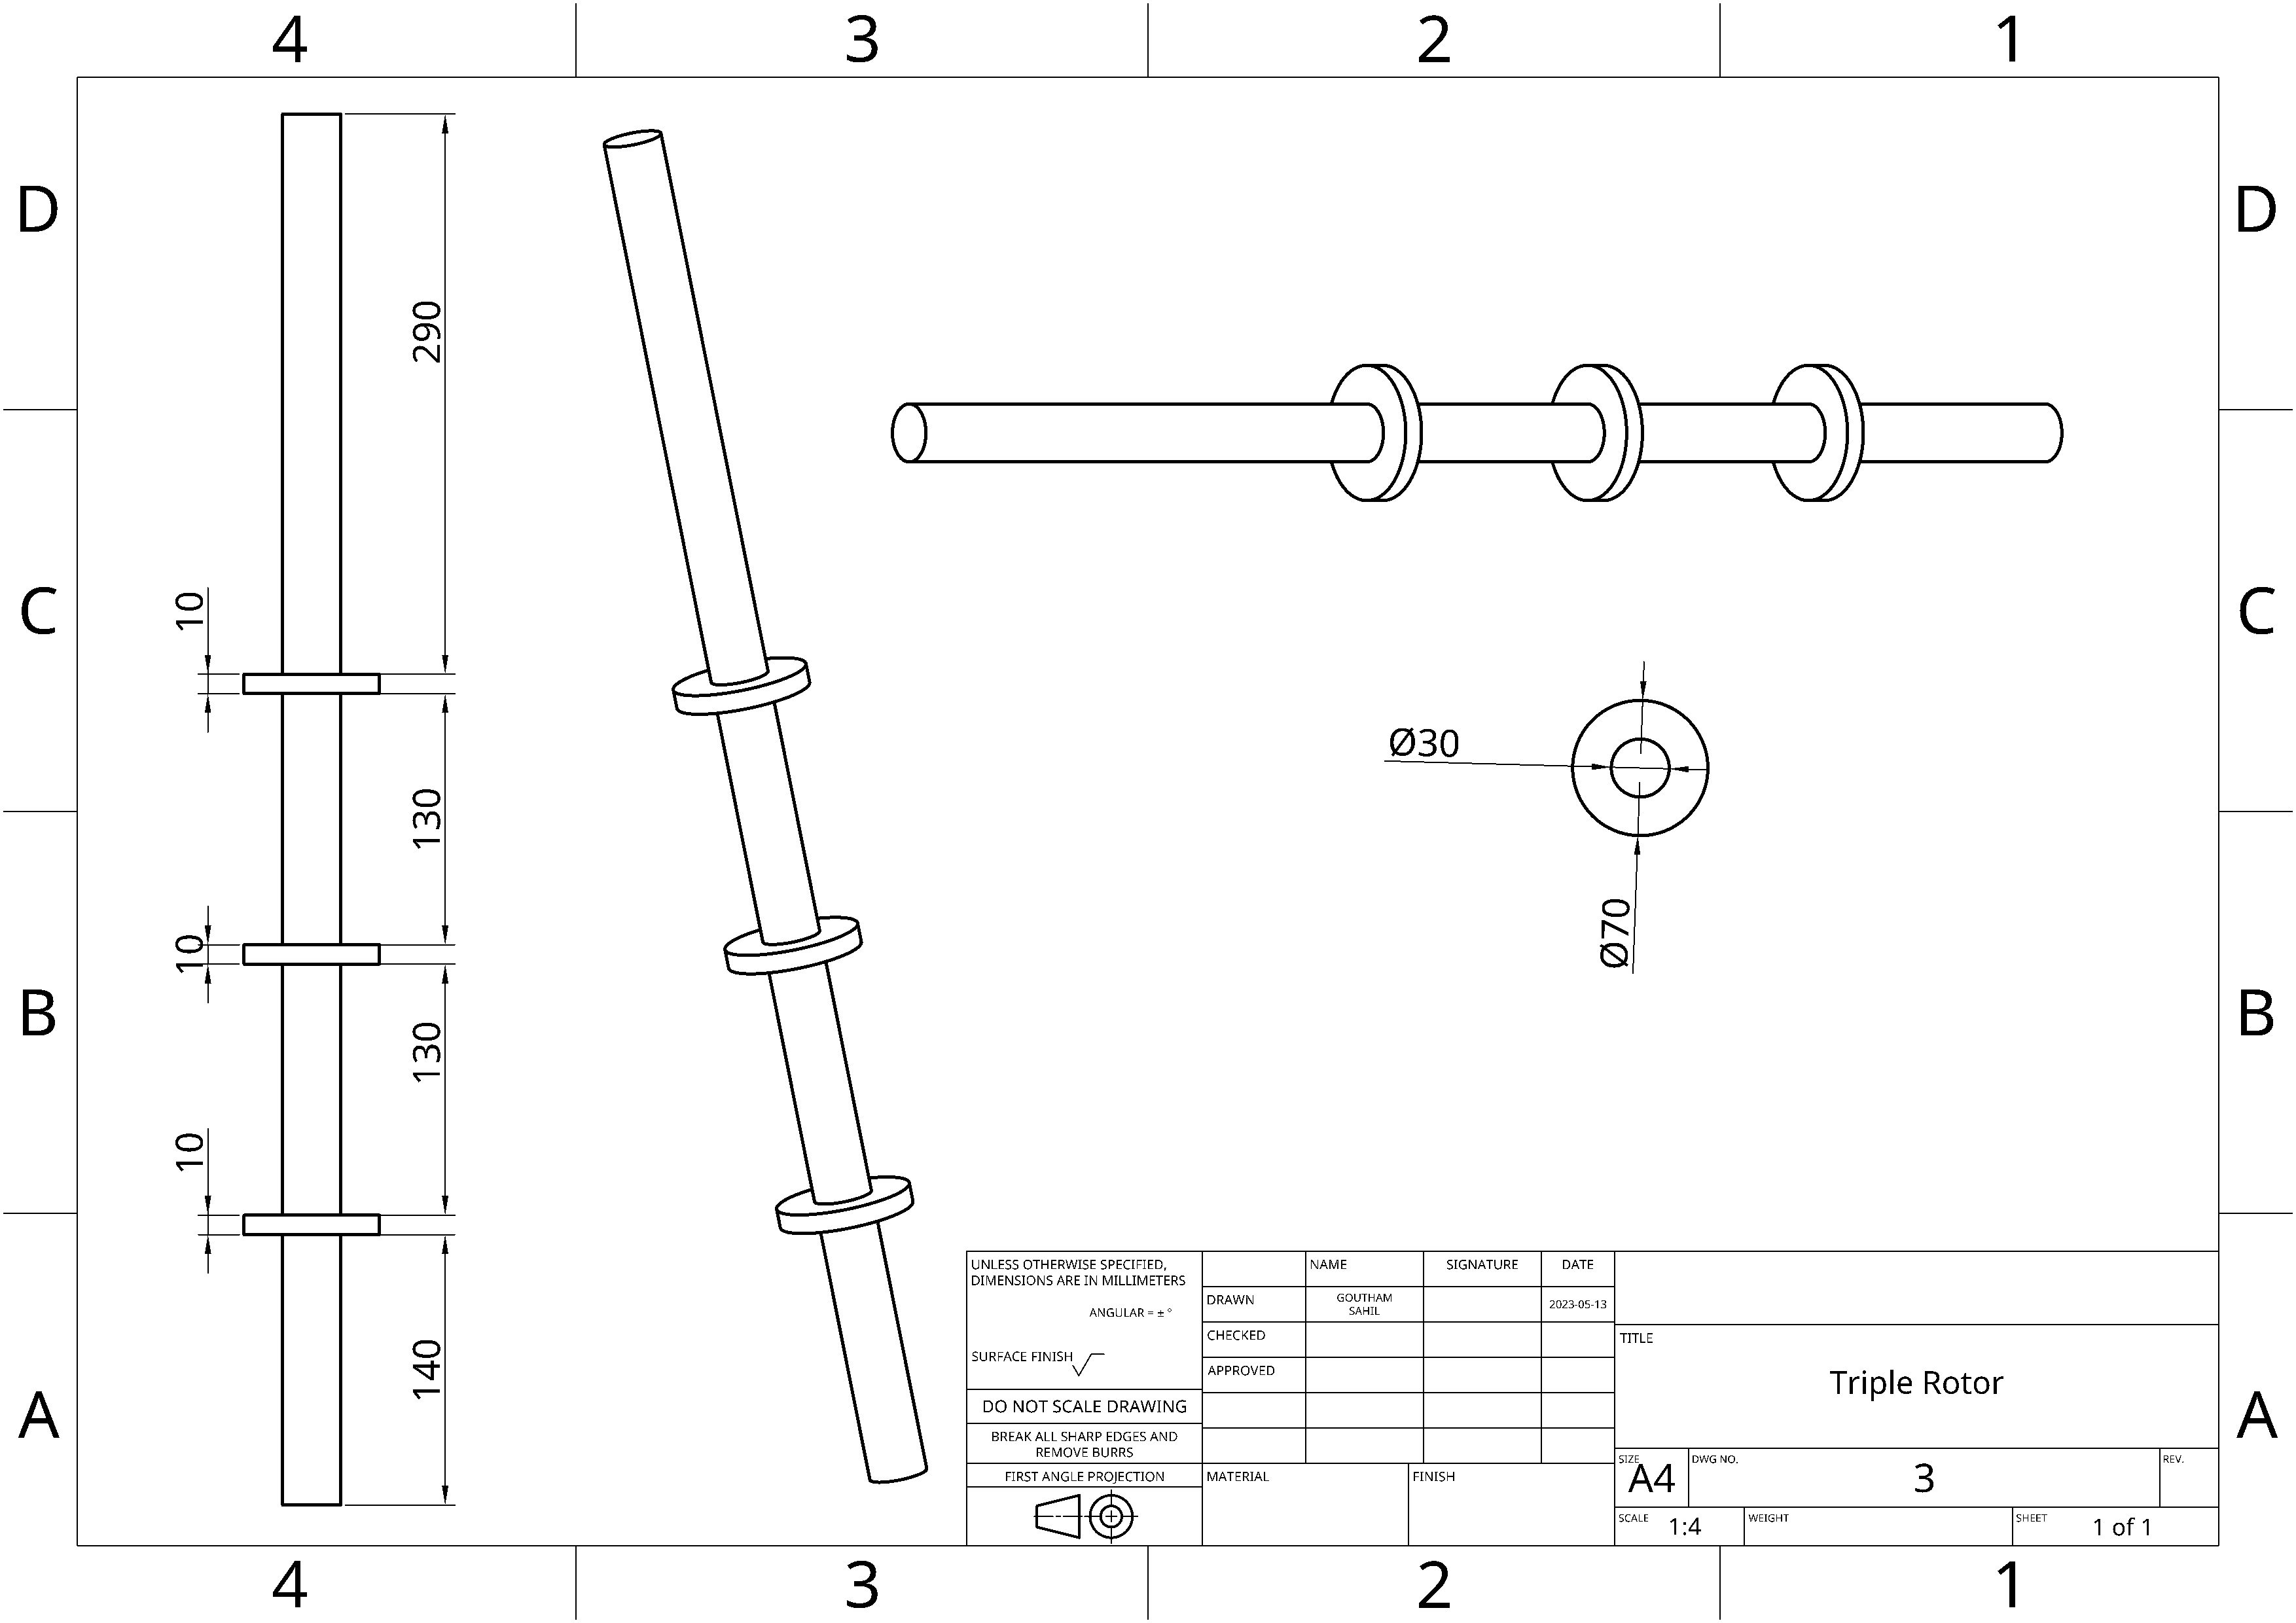 4 3 2 1
D D
C C
B B
A A
290
10
130
10
130
10
140
Ø30
Ø70
UNLESS OTHERWISE SPECIFIED,
DIMENSIONS ARE IN MILLIMETERS
ANGULAR = ± °
SURFACE FINISH
DO NOT SCALE DRAWING
BREAK ALL SHARP EDGES AND
REMOVE BURRS
FIRST ANGLE PROJECTION
NAME SIGNATURE DATE
DRAWN GOUTHAM
SAHIL 2023-05-13
CHECKED
APPROVED
MATERIAL FINISH
TITLE
Triple Rotor
SIZE A4 DWG NO. 3 REV.
SCALE 1:4 WEIGHT SHEET 1 of 1
4 3 2 1